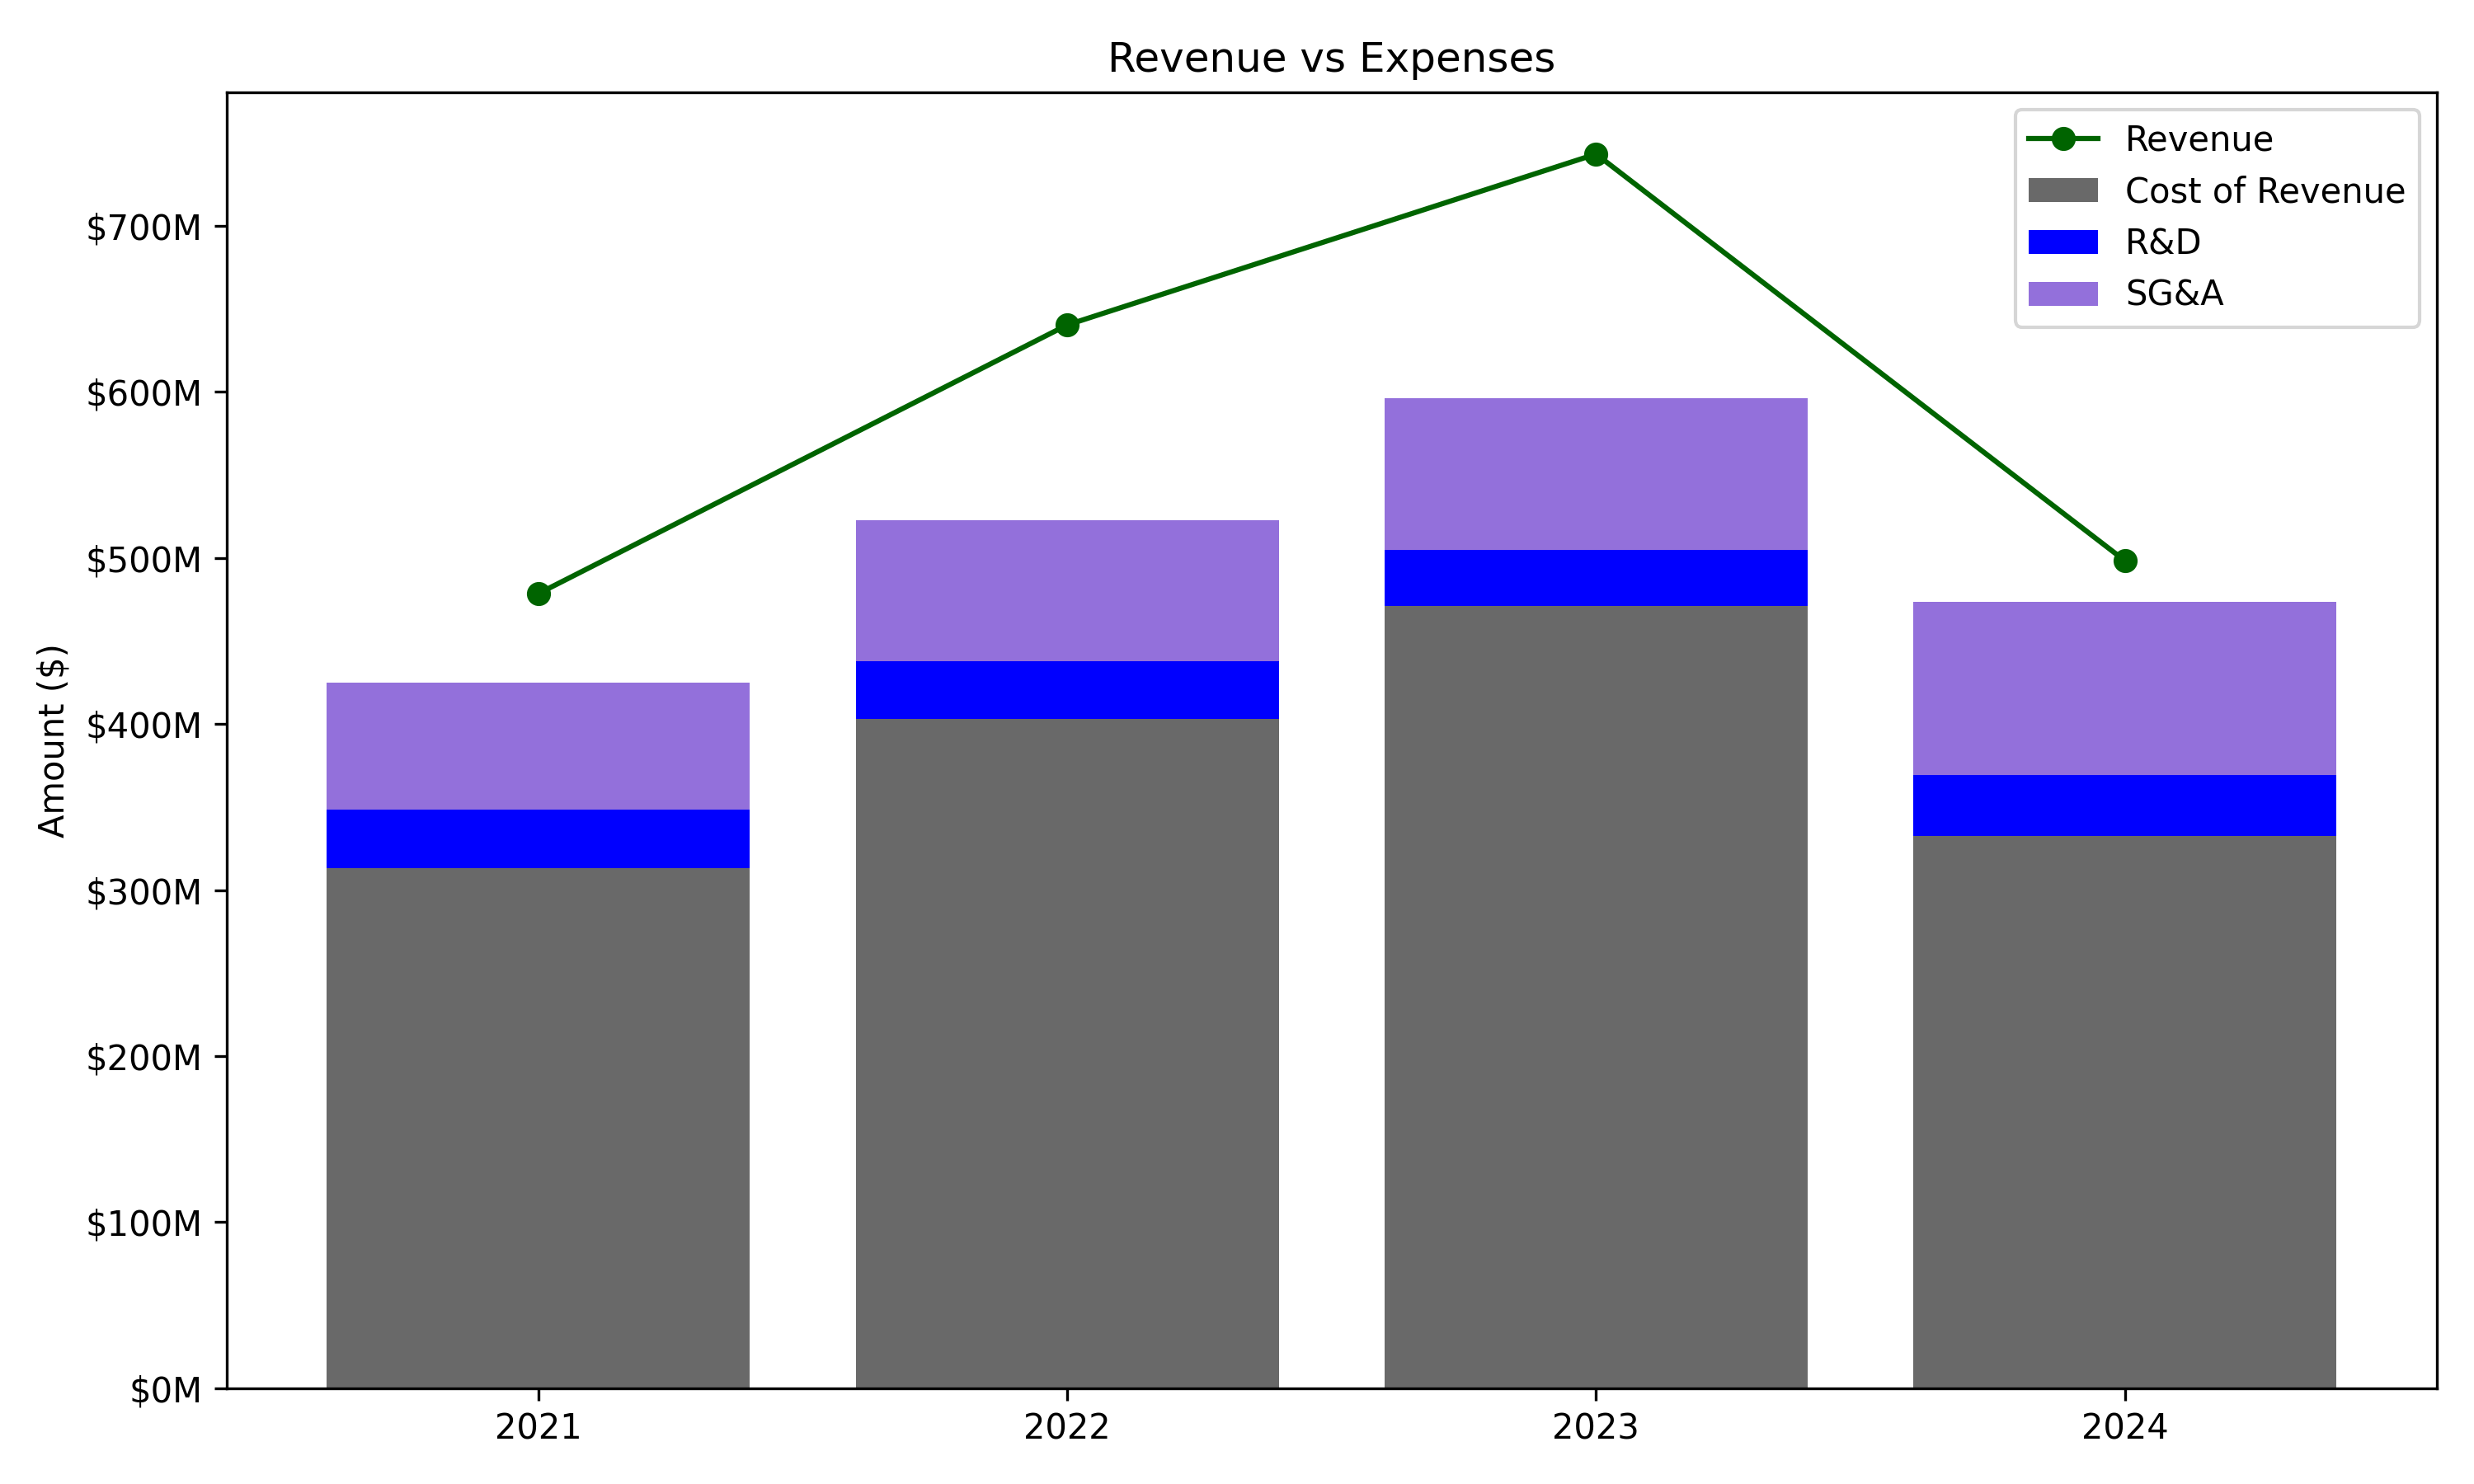 Revenue vs Expenses
Revenue
Cost of Revenue
R&D
SG&A
Amount ($)
$700M
$600M
$500M
$400M
$300M
$200M
$100M
$0M
2021
2022
2023
2024